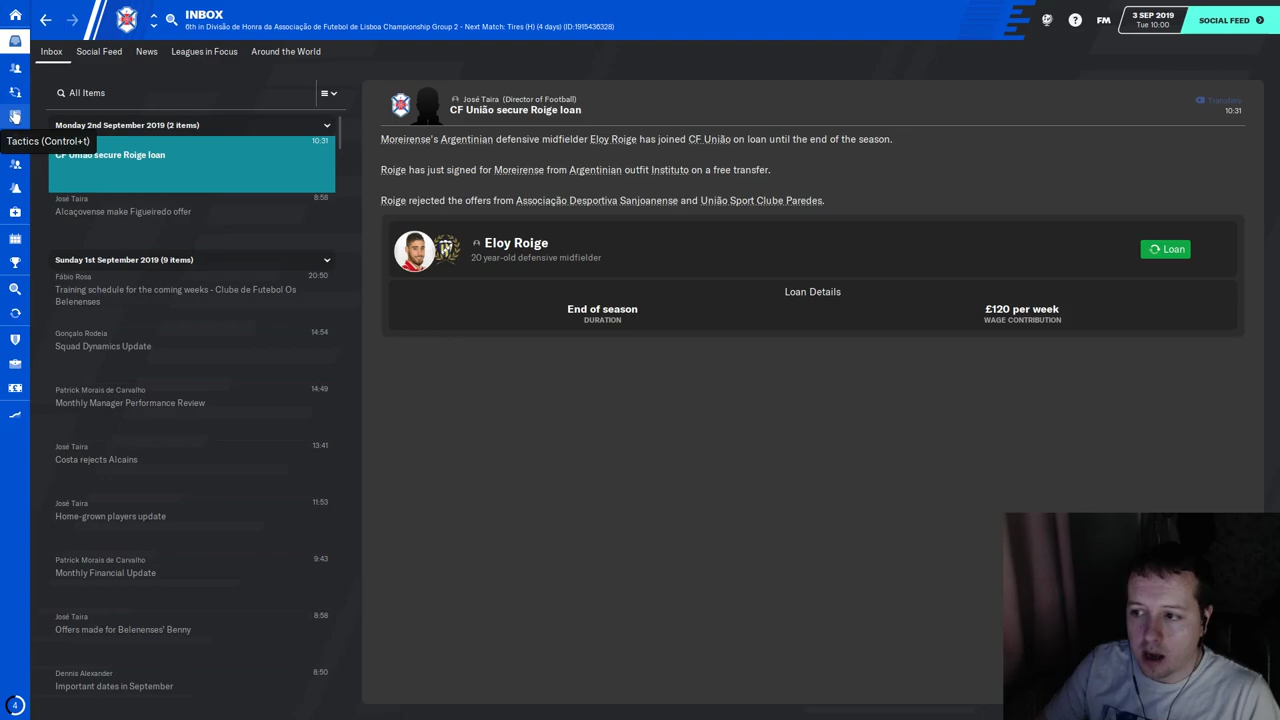 INBOX
6th in Divisão de Honra da Associação de Futebol de Lisboa Championship Group 2 - Next Match: Tires (H) (4 days) (ID:1915436328)
FM
3 SEP 2019
Tue 10:00
SOCIAL FEED
Inbox
Social Feed
News
Leagues in Focus
Around the World
All Items
Monday 2nd September 2019 (2 items)
Tactics (Control+t)
10:31
CF União secure Roige loan
José Taira
8:58
Alcaçovense make Figueiredo offer
Sunday 1st September 2019 (9 items)
Fábio Rosa
20:50
Training schedule for the coming weeks - Clube de Futebol Os
Belenenses
Gonçalo Rodeia
14:54
Squad Dynamics Update
Patrick Morais de Carvalho
14:49
Monthly Manager Performance Review
José Taira
13:41
Costa rejects Alcains
José Taira
11:53
Home-grown players update
Patrick Morais de Carvalho
9:43
Monthly Financial Update
José Taira
8:58
Offers made for Belenenses' Benny
Dennis Alexander
8:50
Important dates in September
4
José Taira (Director of Football)
CF União secure Roige loan
Transfers
10:31
Moreirense's Argentinian defensive midfielder Eloy Roige has joined CF União on loan until the end of the season.
Roige has just signed for Moreirense from Argentinian outfit Instituto on a free transfer.
Roige rejected the offers from Associação Desportiva Sanjoanense and União Sport Clube Paredes.
Eloy Roige
20 year-old defensive midfielder
Loan
Loan Details
End of season
DURATION
£120 per week
WAGE CONTRIBUTION